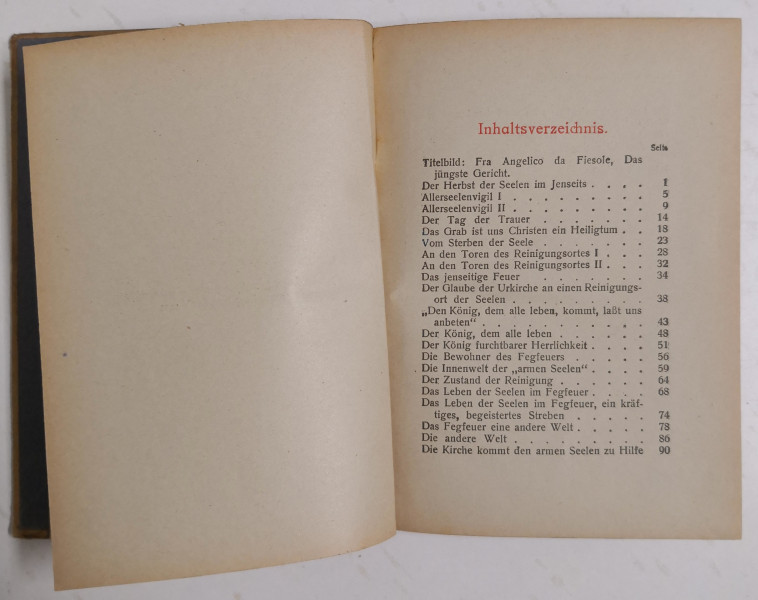 Inhaltsverzeichnis.
Seite
Titelbild: Fra Angelico da Fiesole, Das
jüngste Gericht.
Der Herbst der Seelen im Jenseits . . . . 1
Allerseelenvigil I . . . . . . . . 5
Allerseelenvigil II . . . . . . . . 9
Der Tag der Trauer . . . . . . . 14
Das Grab ist uns Christen ein Heiligtum . . 18
Vom Sterben der Seele . . . . . . 23
An den Toren des Reinigungsortes I . . . 28
An den Toren des Reinigungsortes II . . . 32
Das jenseitige Feuer . . . . . . . 34
Der Glaube der Urkirche an einen Reinigungs-
ort der Seelen . . . . . . . . 38
„Den König, dem alle leben, kommt, laßt uns
anbeten“ . . . . . . . . . 43
Der König, dem alle leben . . . . . 48
Der König furchtbarer Herrlichkeit . . . . 51
Die Bewohner des Fegfeuers . . . . . 56
Die Innenwelt der „armen Seelen“ . . . . 59
Der Zustand der Reinigung . . . . . 64
Das Leben der Seelen im Fegfeuer . . . . 68
Das Leben der Seelen im Fegfeuer, ein kräf-
tiges, begeistertes Streben . . . . . 74
Das Fegfeuer eine andere Welt . . . . . 78
Die andere Welt . . . . . . . . 86
Die Kirche kommt den armen Seelen zu Hilfe 90